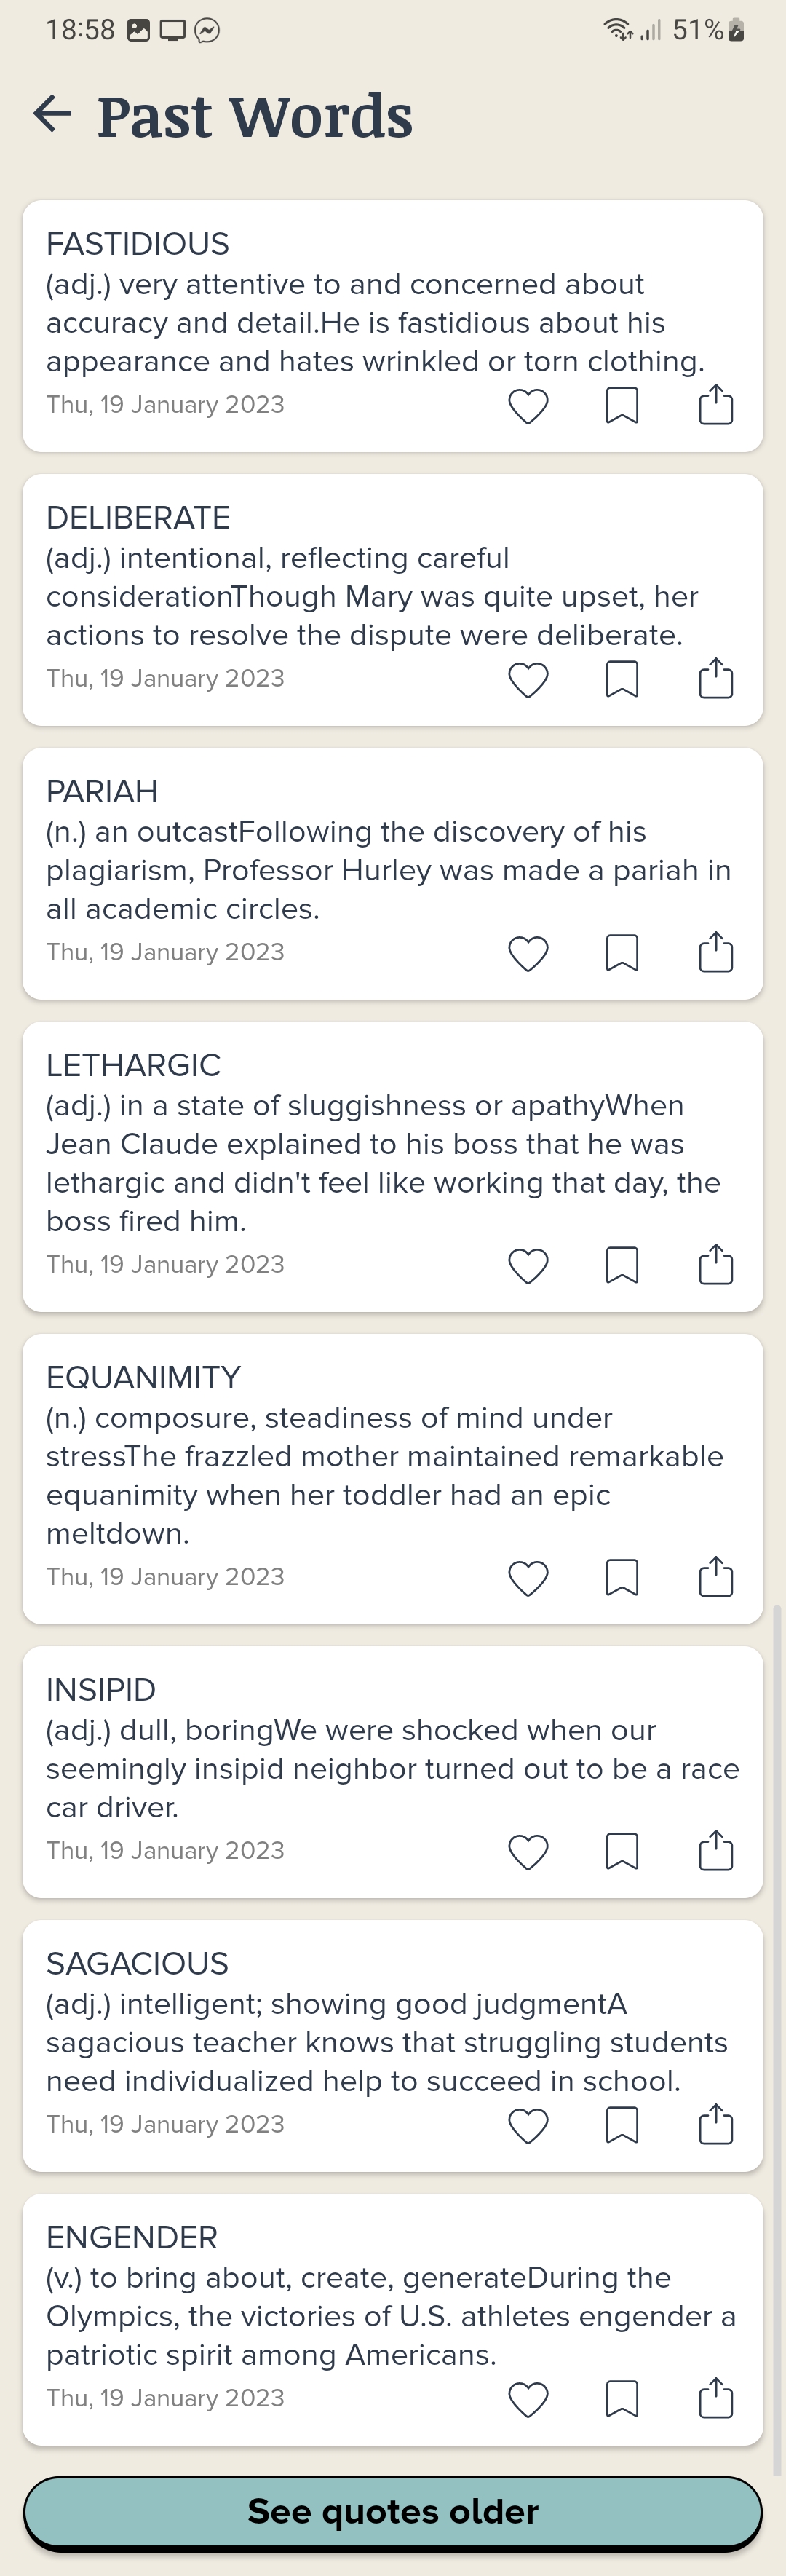 18:58
51%
Past Words
FASTIDIOUS
(adj.) very attentive to and concerned about
accuracy and detail.He is fastidious about his
appearance and hates wrinkled or torn clothing.
Thu, 19 January 2023
DELIBERATE
(adj.) intentional, reflecting careful
considerationThough Mary was quite upset, her
actions to resolve the dispute were deliberate.
Thu, 19 January 2023
PARIAH
(n.) an outcastFollowing the discovery of his
plagiarism, Professor Hurley was made a pariah in
all academic circles.
Thu, 19 January 2023
LETHARGIC
(adj.) in a state of sluggishness or apathyWhen
Jean Claude explained to his boss that he was
lethargic and didn't feel like working that day, the
boss fired him.
Thu, 19 January 2023
EQUANIMITY
(n.) composure, steadiness of mind under
stressThe frazzled mother maintained remarkable
equanimity when her toddler had an epic
meltdown.
Thu, 19 January 2023
INSIPID
(adj.) dull, boringWe were shocked when our
seemingly insipid neighbor turned out to be a race
car driver.
Thu, 19 January 2023
SAGACIOUS
(adj.) intelligent; showing good judgmentA
sagacious teacher knows that struggling students
need individualized help to succeed in school.
Thu, 19 January 2023
ENGENDER
(v.) to bring about, create, generateDuring the
Olympics, the victories of U.S. athletes engender a
patriotic spirit among Americans.
Thu, 19 January 2023
See quotes older